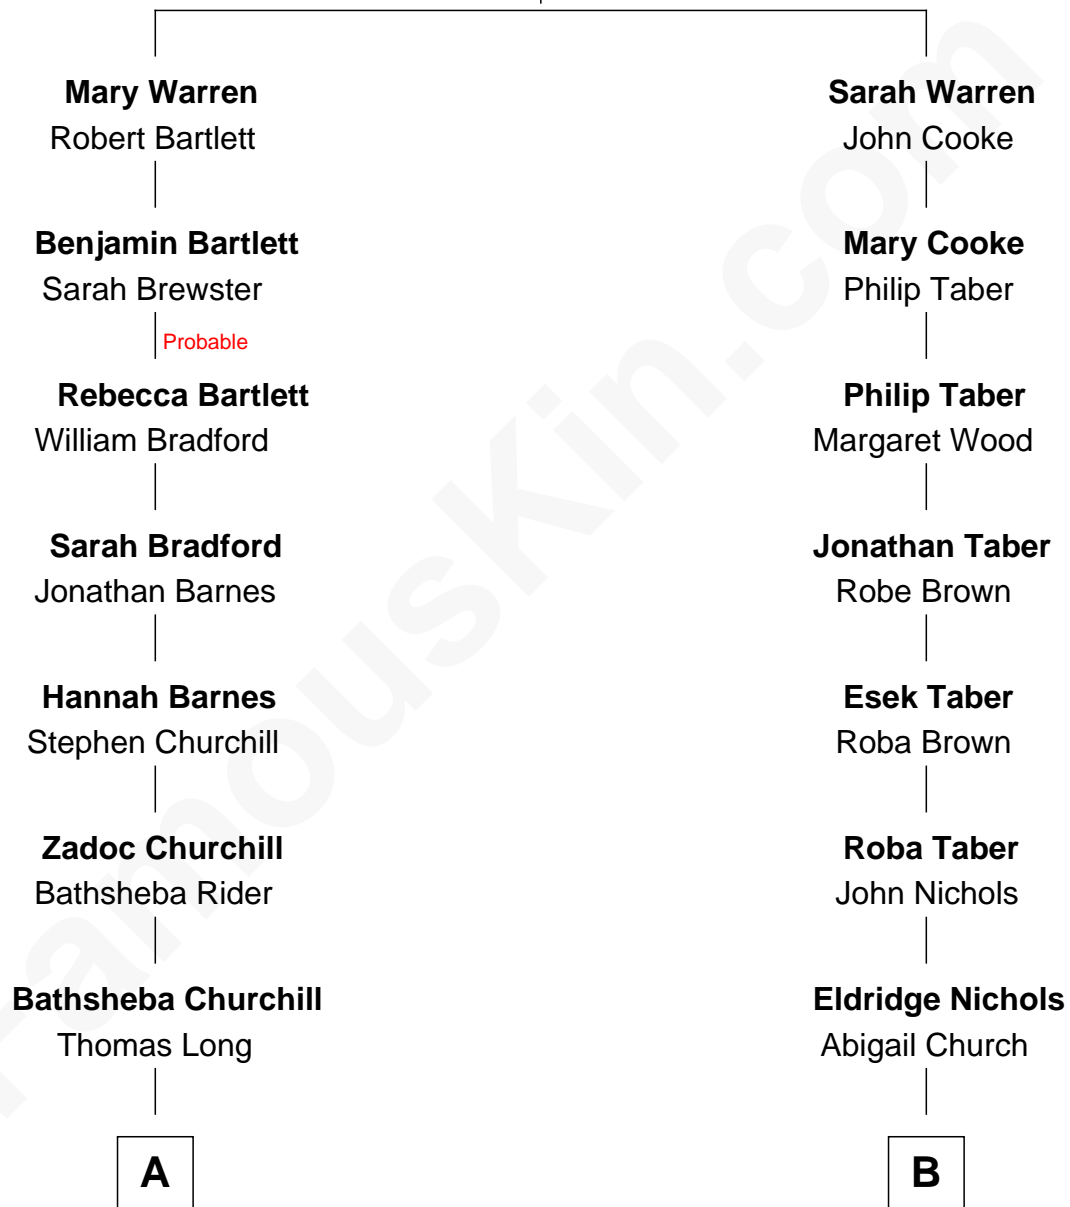 Mary Warren
Robert Bartlett
Sarah Warren
John Cooke
Benjamin Bartlett
Sarah Brewster
Mary Cooke
Philip Taber
Probable
Rebecca Bartlett
William Bradford
Philip Taber
Margaret Wood
Sarah Bradford
Jonathan Barnes
Jonathan Taber
Robe Brown
Hannah Barnes
Stephen Churchill
Esek Taber
Roba Brown
Zadoc Churchill
Bathsheba Rider
Roba Taber
John Nichols
Bathsheba Churchill
Thomas Long
Eldridge Nichols
Abigail Church
A
B
FamousKin.com